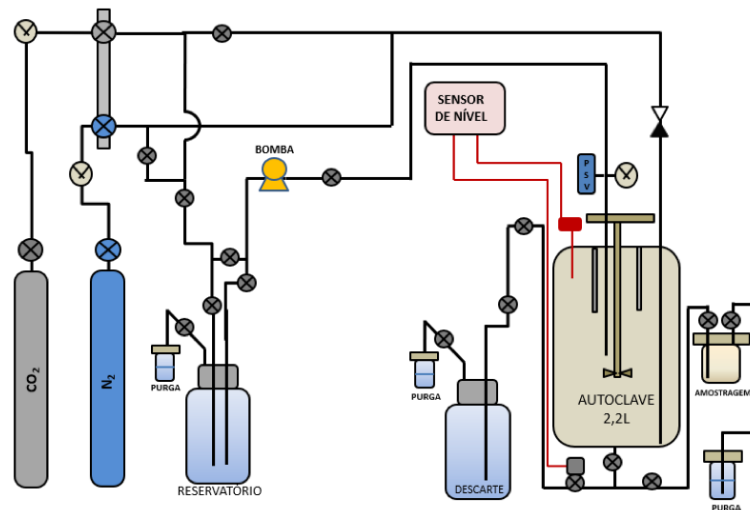 SENSOR
DE NÍVEL
BOMBA
PSV
CO2
N2
PURGA
RESERVATÓRIO
PURGA
DESCARTE
AUTOCLAVE
2,2L
AMOSTRAGEM
PURGA